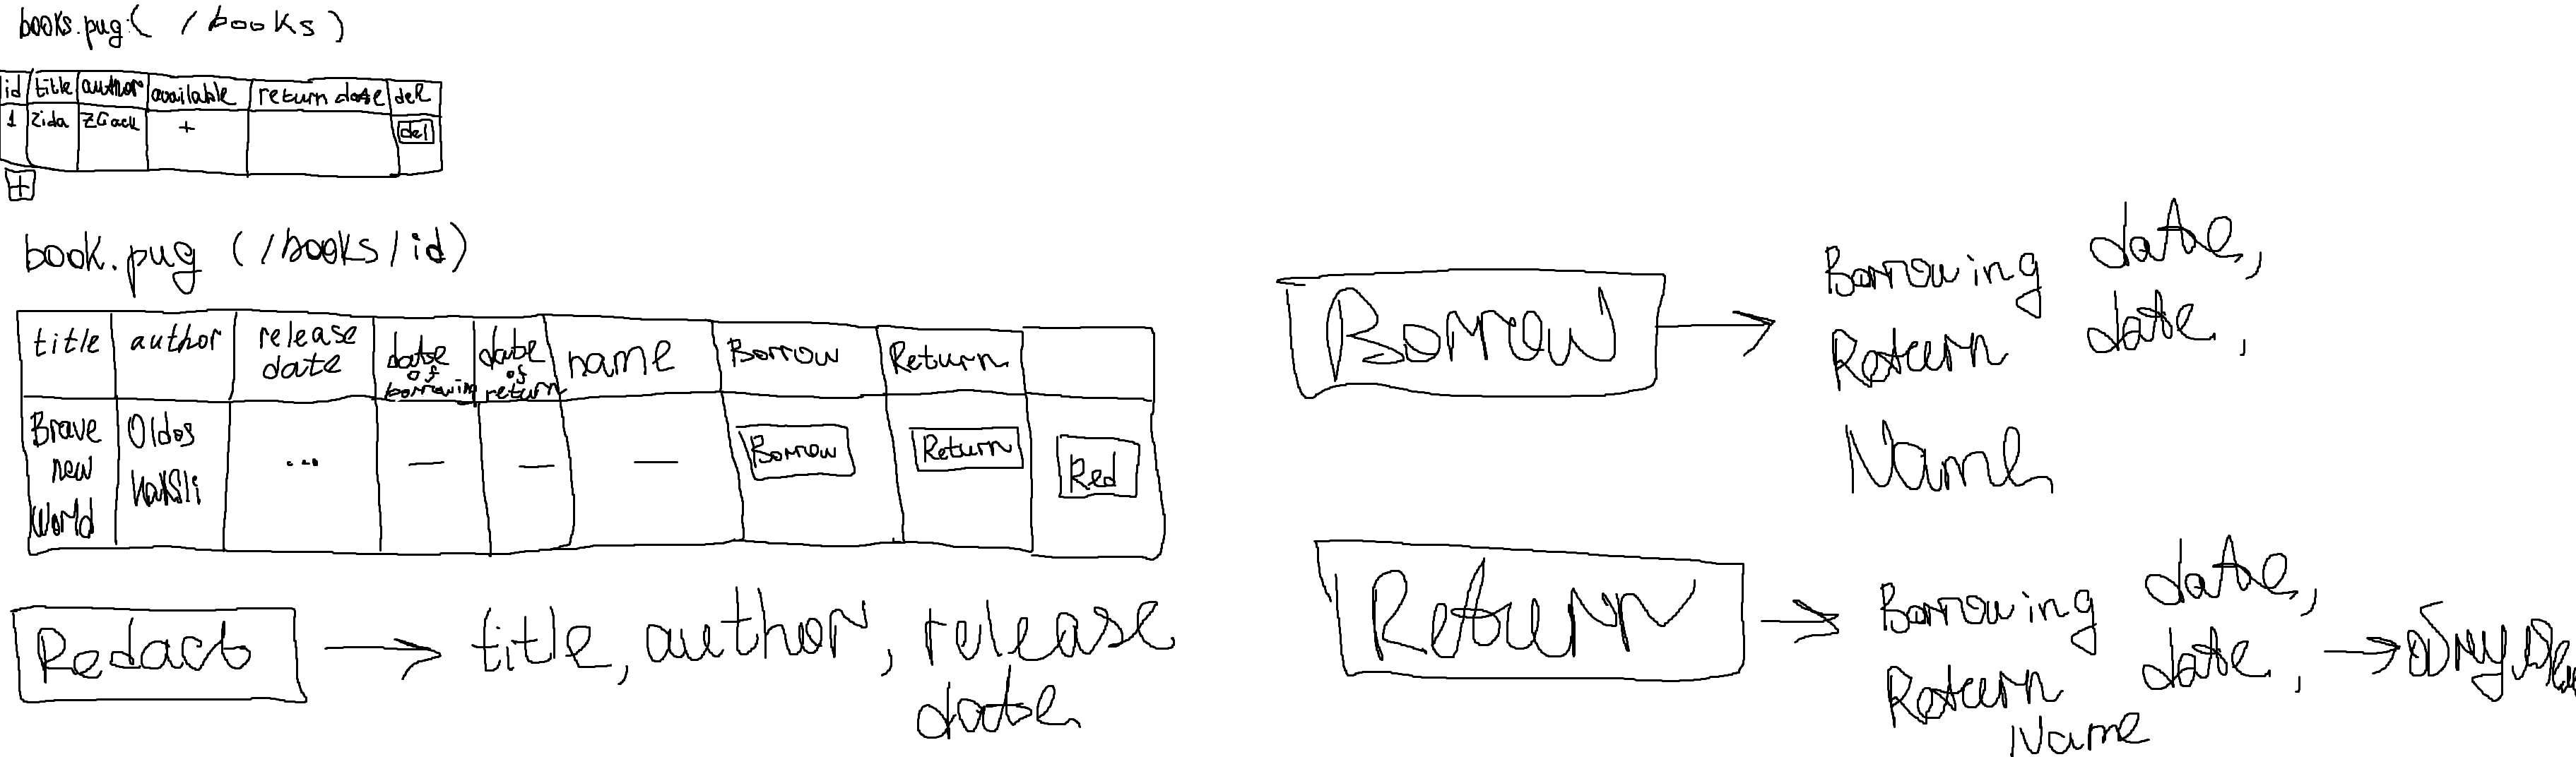 books.pug (/books)
id title author available return date del
1 Zida + del
+
book.pug (/books/id)
title author release date date of borrowing date of return name Borrow Return
Brave new World Oldos Haksli ... — — — Borrow Return Red
Redact → title, author, release date
Borrow → Borrowing date,
Return date,
Name
Return → Borrowing date,
Return date, →
Name